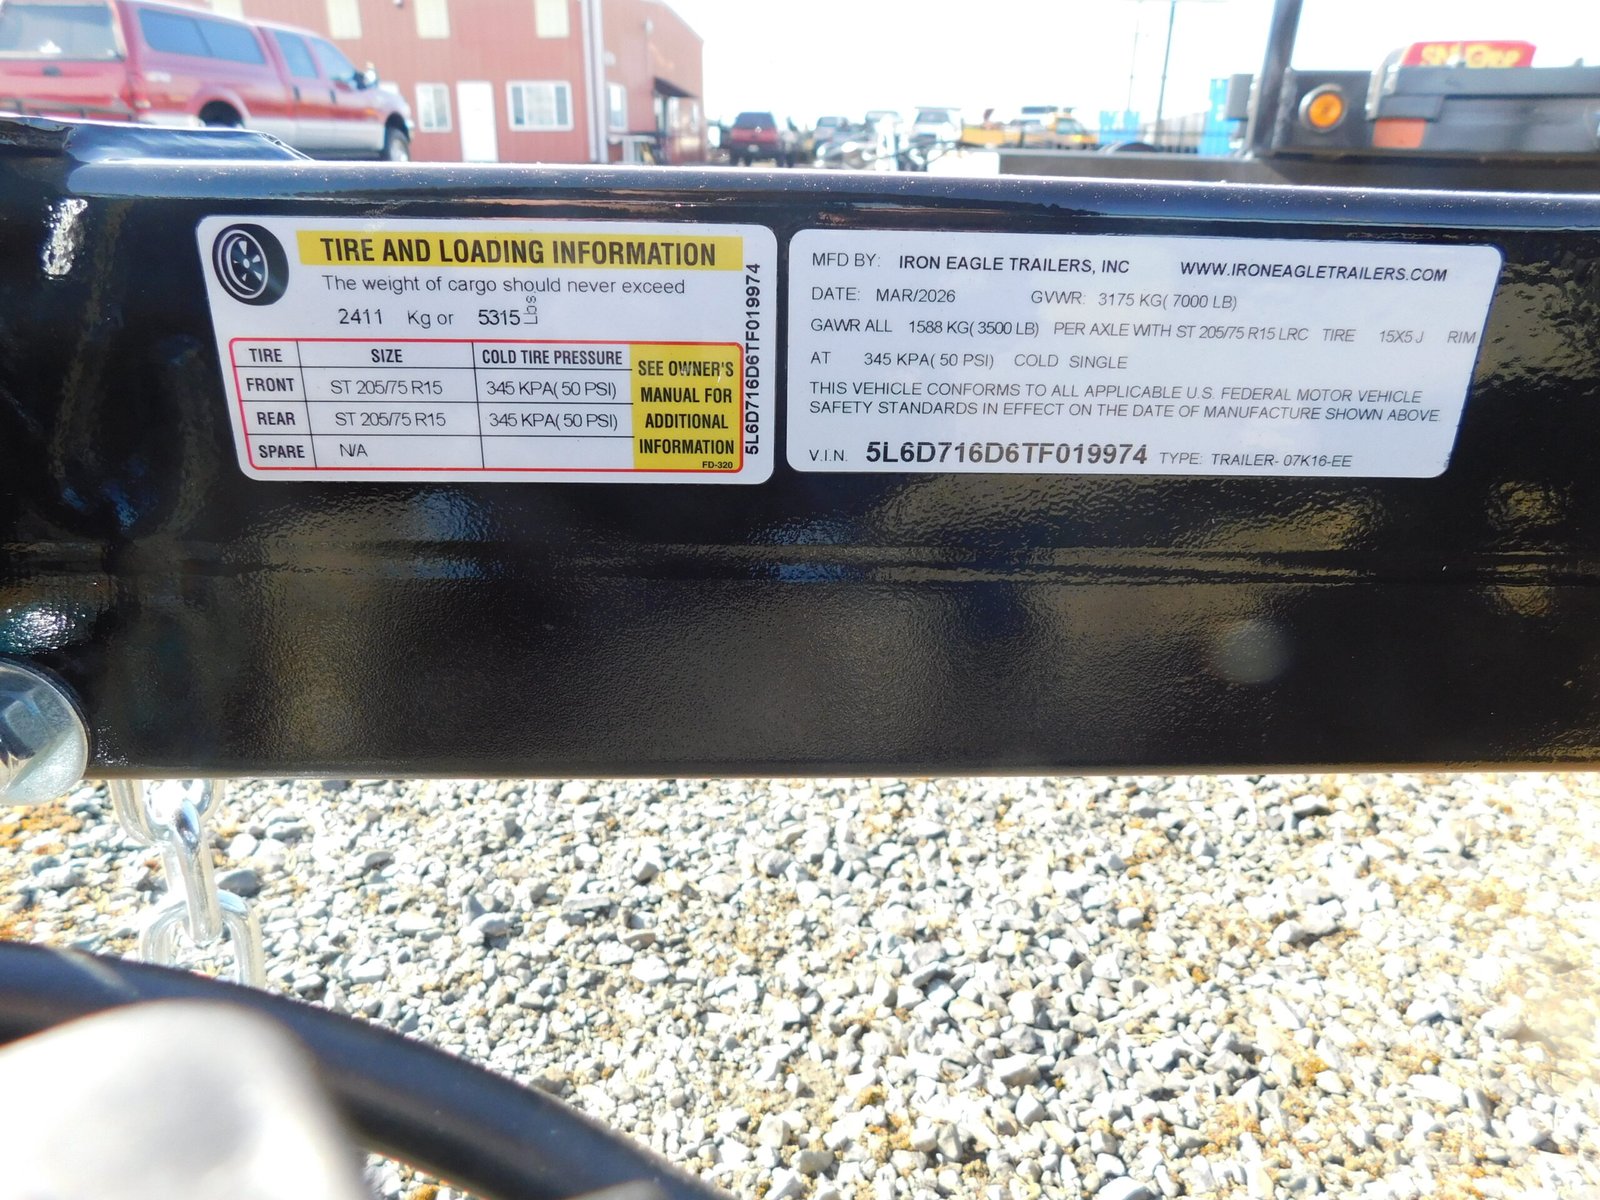 TIRE AND LOADING INFORMATION
The weight of cargo should never exceed
2411 Kg or 5315 Lbs
TIRE SIZE COLD TIRE PRESSURE
FRONT ST 205/75 R15 345 KPA( 50 PSI)
REAR ST 205/75 R15 345 KPA( 50 PSI)
SPARE N/A
SEE OWNER'S
MANUAL FOR
ADDITIONAL
INFORMATION
FD-320
5L6D716D6TF019974
MFD BY: IRON EAGLE TRAILERS, INC WWW.IRONEAGLETRAILERS.COM
DATE: MAR/2026 GVWR: 3175 KG( 7000 LB)
GAWR ALL 1588 KG( 3500 LB) PER AXLE WITH ST 205/75 R15 LRC TIRE 15X5 J RIM
AT 345 KPA( 50 PSI) COLD SINGLE
THIS VEHICLE CONFORMS TO ALL APPLICABLE U.S. FEDERAL MOTOR VEHICLE
SAFETY STANDARDS IN EFFECT ON THE DATE OF MANUFACTURE SHOWN ABOVE.
V.I.N. 5L6D716D6TF019974 TYPE: TRAILER- 07K16-EE